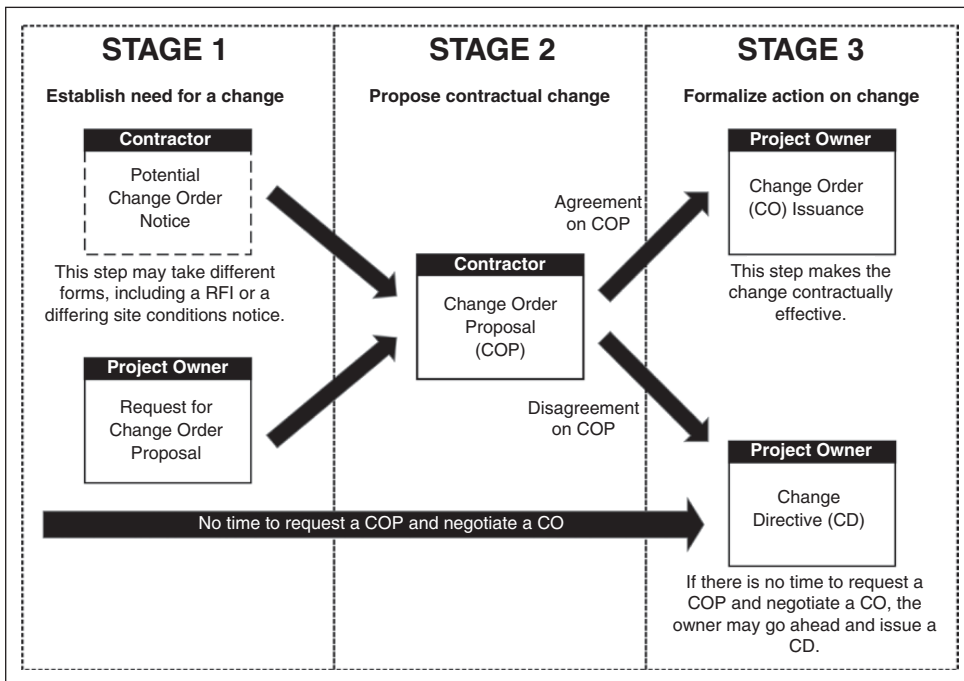 STAGE 1
Establish need for a change
Contractor
Potential
Change Order
Notice
This step may take different
forms, including a RFI or a
differing site conditions notice.
Project Owner
Request for
Change Order
Proposal
STAGE 2
Propose contractual change
Contractor
Change Order
Proposal
(COP)
Agreement
on COP
Disagreement
on COP
STAGE 3
Formalize action on change
Project Owner
Change Order
(CO) Issuance
This step makes the
change contractually
effective.
Project Owner
Change
Directive (CD)
If there is no time to request a
COP and negotiate a CO, the
owner may go ahead and issue a
CD.
No time to request a COP and negotiate a CO